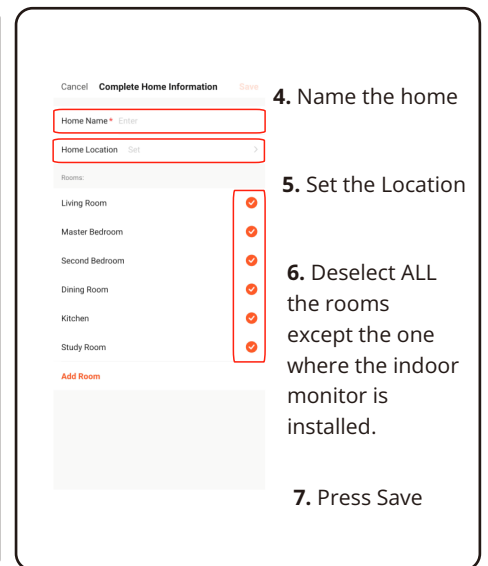 Cancel Complete Home Information Save
Home Name* Enter
Home Location Set >
Rooms:
Living Room
Master Bedroom
Second Bedroom
Dining Room
Kitchen
Study Room
Add Room
4. Name the home
5. Set the Location
6. Deselect ALL
the rooms
except the one
where the indoor
monitor is
installed.
7. Press Save